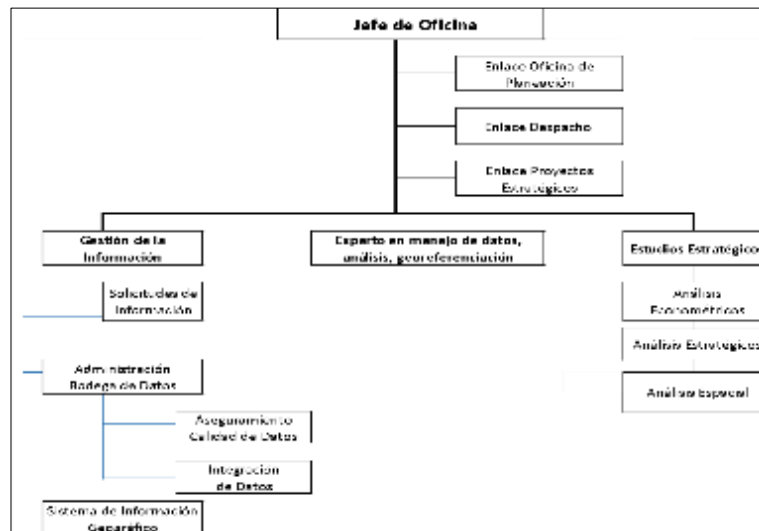 Jefe de Oficina
Enlace Oficina de
Planeación
Enlace Despacho
Enlace Proyectos
Estratégicos
Gestión de la
Información
Experto en manejo de datos,
análisis, georeferenciación
Estudios Estratégicos
Solicitudes de
Información
Análisis
Econométricos
Análisis Estratégicos
Administración
Bodega de Datos
Análisis Espacial
Aseguramiento
Calidad de Datos
Integracion
de Datos
Sistema de Información